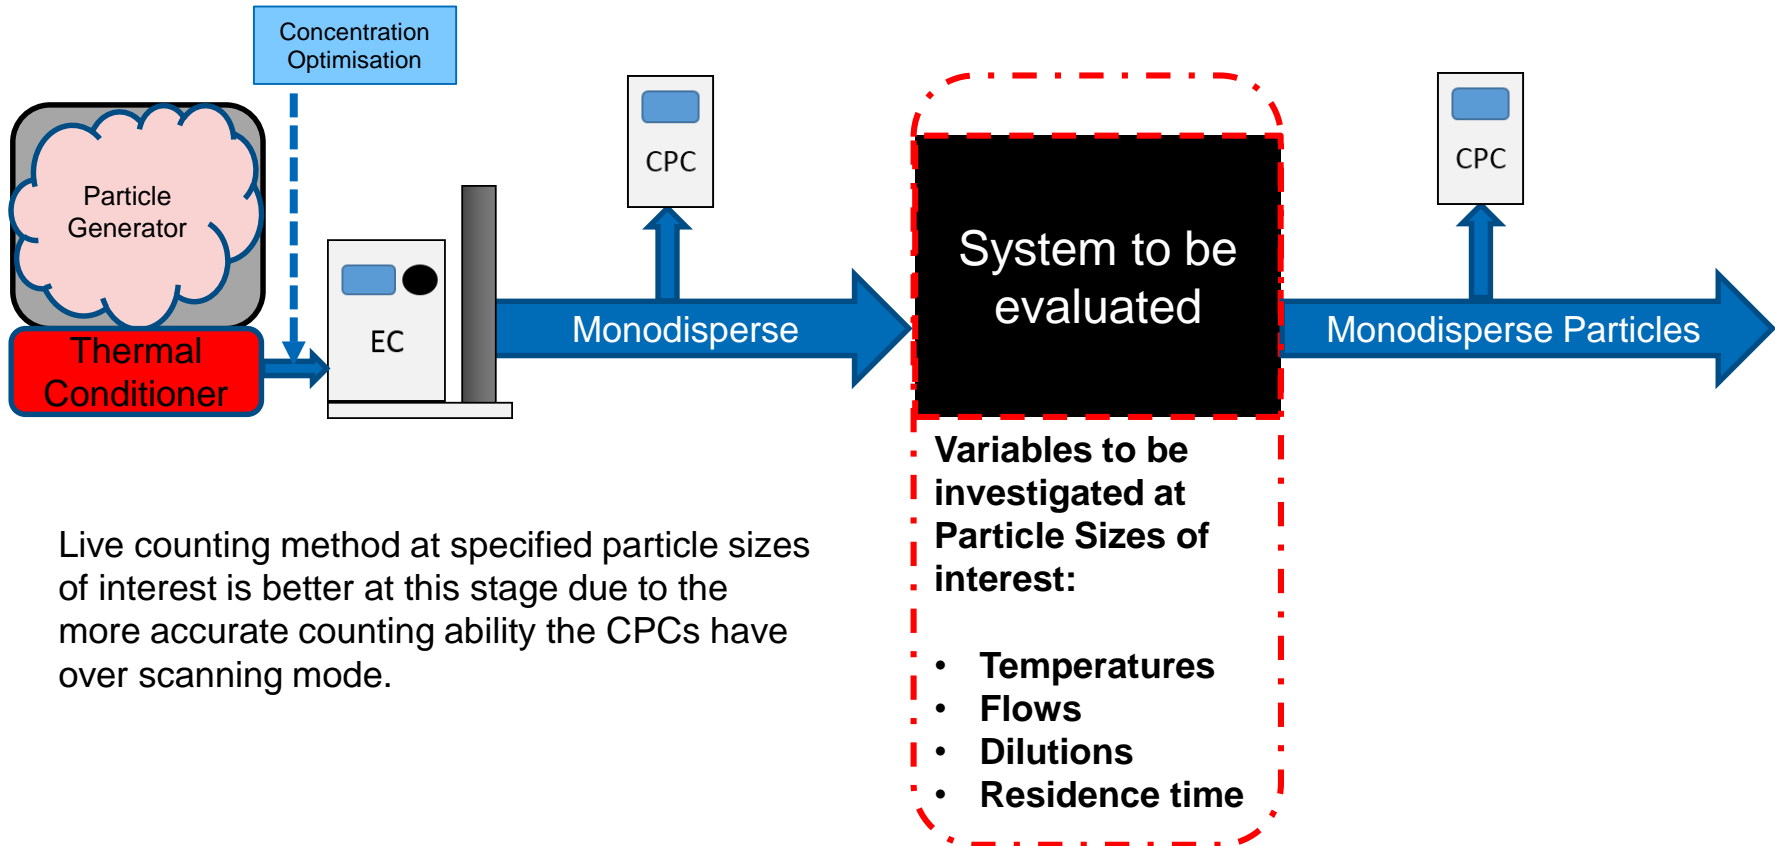 Concentration
Optimisation
Particle
Generator
Thermal
Conditioner
EC
CPC
Monodisperse
System to be
evaluated
CPC
Monodisperse Particles
Live counting method at specified particle sizes
of interest is better at this stage due to the
more accurate counting ability the CPCs have
over scanning mode.
Variables to be
investigated at
Particle Sizes of
interest:
• Temperatures
• Flows
• Dilutions
• Residence time